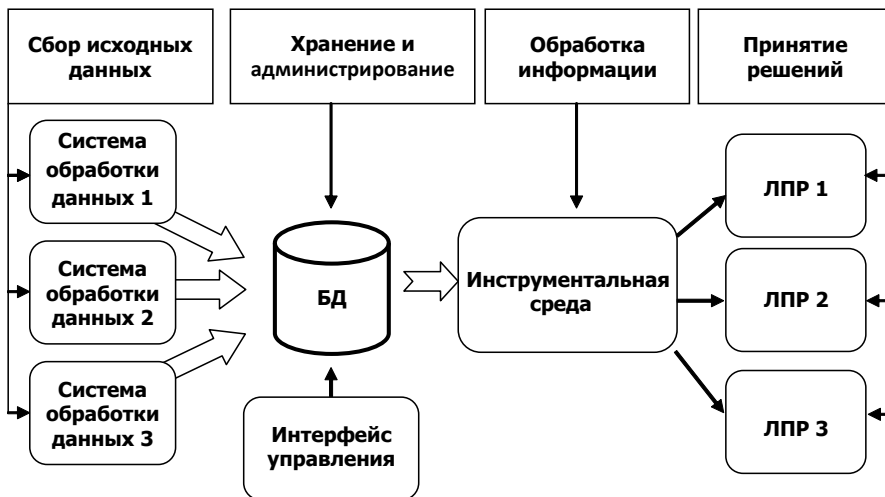 Сбор исходных
данных
Хранение и
администрирование
Обработка
информации
Принятие
решений
Система
обработки
данных 1
Система
обработки
данных 2
Система
обработки
данных 3
БД
Интерфейс
управления
Инструментальная
среда
ЛПР 1
ЛПР 2
ЛПР 3